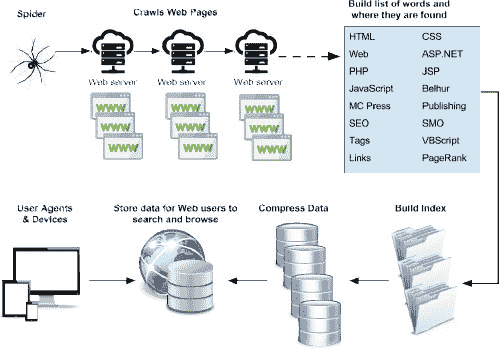 Spider
Crawls Web Pages
Build list of words and
where they are found
Web server
Web server
Web server
WWW
WWW
WWW
WWW
WWW
WWW
WWW
WWW
WWW
HTML CSS
Web ASP.NET
PHP JSP
JavaScript Belhur
MC Press Publishing
SEO SMO
Tags VBScript
Links PageRank
User Agents
& Devices
Store data for Web users to
search and browse
Compress Data
Build Index